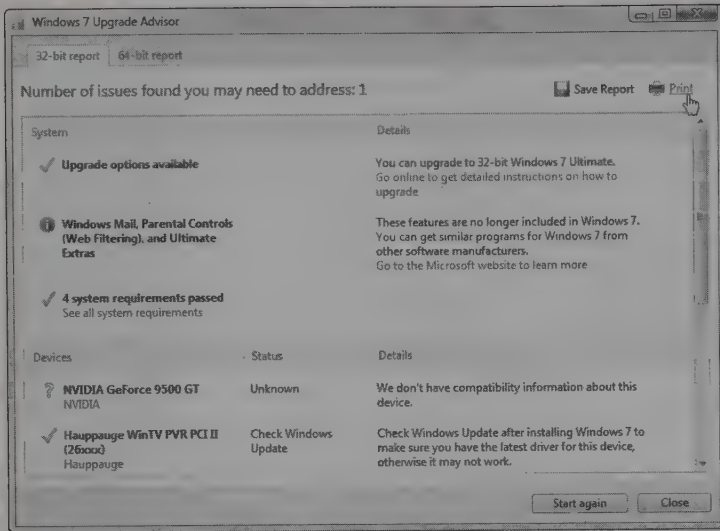 Windows 7 Upgrade Advisor
32-bit report
64-bit report
Number of issues found you may need to address: 1
Save Report
Print
System
Details
Upgrade options available
You can upgrade to 32-bit Windows 7 Ultimate.
Go online to get detailed instructions on how to
upgrade
Windows Mail, Parental Controls
(Web Filtering), and Ultimate
Extras
These features are no longer included in Windows 7.
You can get similar programs for Windows 7 from
other software manufacturers.
Go to the Microsoft website to learn more
4 system requirements passed
See all system requirements
Devices
Status
Details
NVIDIA GeForce 9500 GT
NVIDIA
Unknown
We don't have compatibility information about this
device.
Hauppauge WinTV PVR PCI II
(26xxx)
Hauppauge
Check Windows
Update
Check Windows Update after installing Windows 7 to
make sure you have the latest driver for this device,
otherwise it may not work.
Start again
Close